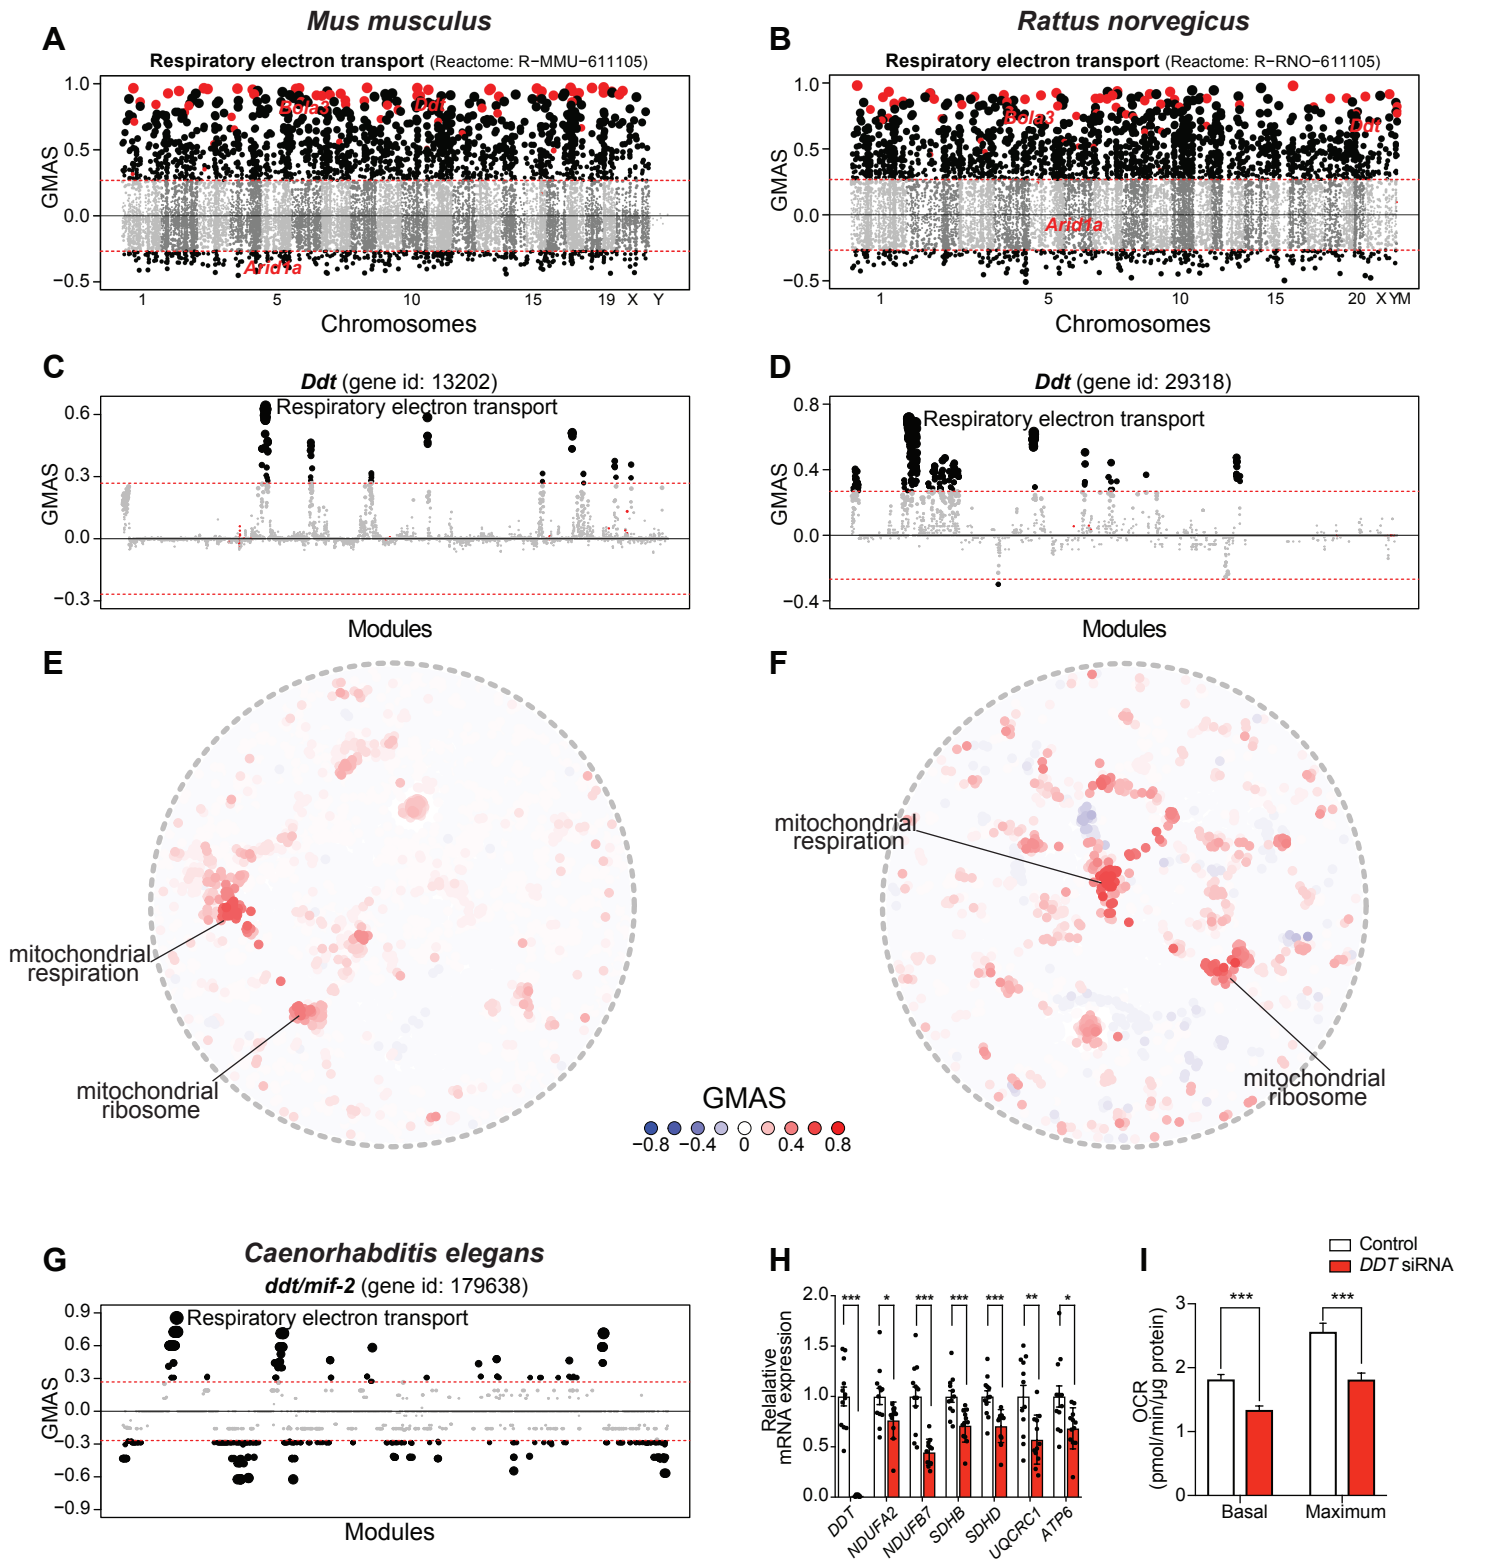 Mus musculus
Rattus norvegicus
A
Respiratory electron transport (Reactome: R−MMU−611105)
1.0
0.5
0.0
−0.5
GMAS
Bola3
Ddt
Arid1a
1 5 10 15 19 X Y
Chromosomes
B
Respiratory electron transport (Reactome: R−RNO−611105)
1.0
0.5
0.0
−0.5
GMAS
Bola3
Ddt
Arid1a
1 5 10 15 20 X Y M
Chromosomes
C
Ddt (gene id: 13202)
Respiratory electron transport
0.6
0.3
0.0
−0.3
GMAS
Modules
D
Ddt (gene id: 29318)
Respiratory electron transport
0.8
0.4
0.0
−0.4
GMAS
Modules
E
mitochondrial
respiration
mitochondrial
ribosome
F
mitochondrial
respiration
mitochondrial
ribosome
GMAS
−0.8 −0.4 0 0.4 0.8
Caenorhabditis elegans
G
ddt/mif-2 (gene id: 179638)
Respiratory electron transport
0.9
0.6
0.3
0.0
−0.3
−0.6
−0.9
GMAS
Modules
H
Relalative
mRNA expression
2.0
1.5
1.0
0.5
0.0
*** * *** *** *** ** *
DDT
NDUFA2
NDUFB7
SDHB
SDHD
UQCRC1
ATP6
I
Control
DDT siRNA
OCR
(pmol/min/µg protein)
3
2
1
0
*** ***
Basal Maximum